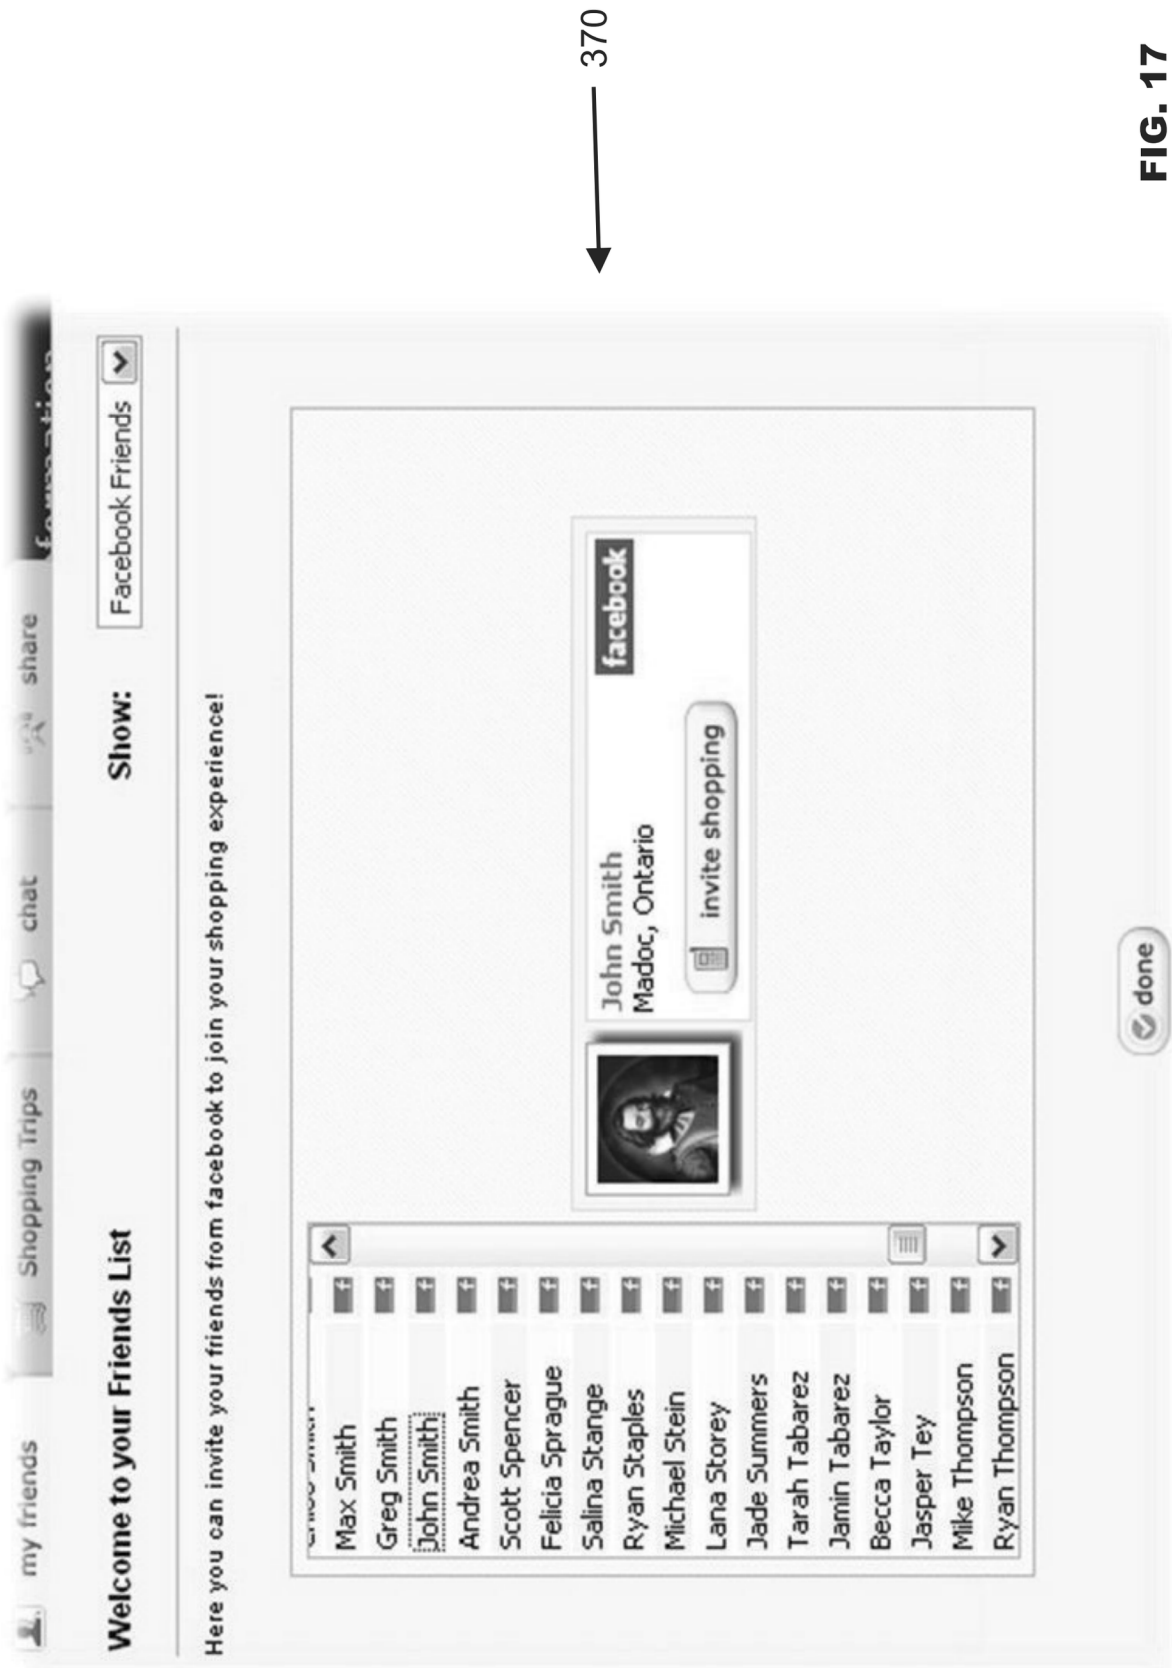 my friends
Shopping Trips
chat
share
Welcome to your Friends List
Show:
Facebook Friends
Here you can invite your friends from facebook to join your shopping experience!
Max Smith
Greg Smith
John Smith
Andrea Smith
Scott Spencer
Felicia Sprague
Salina Stange
Ryan Staples
Michael Stein
Lana Storey
Jade Summers
Tarah Tabarez
Jamin Tabarez
Becca Taylor
Jasper Tey
Mike Thompson
Ryan Thompson
John Smith
facebook
Madoc, Ontario
invite shopping
done
370
FIG. 17